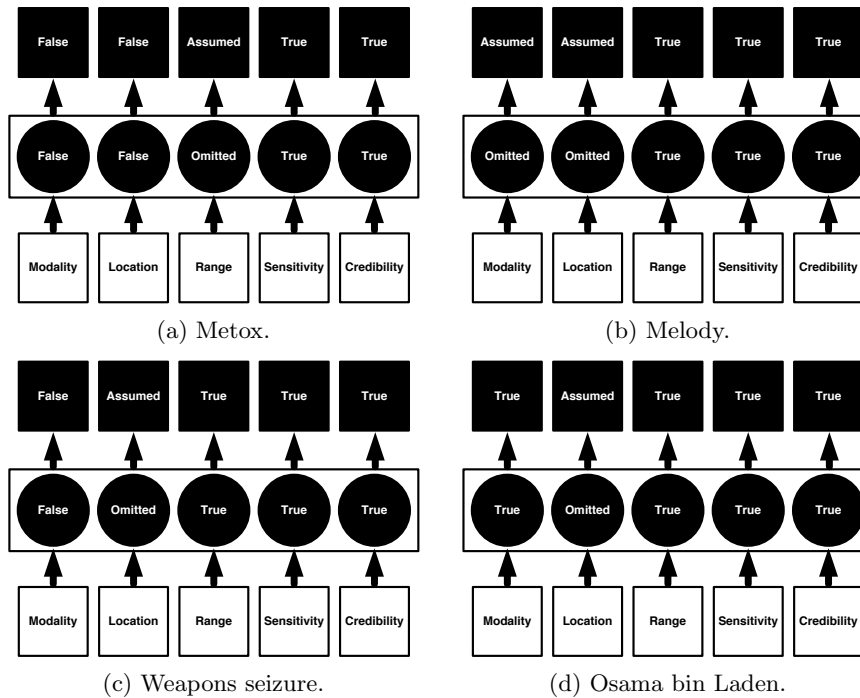 False False Assumed True True
False False Omitted True True
Modality Location Range Sensitivity Credibility
(a) Metox.
Assumed Assumed True True True
Omitted Omitted True True True
Modality Location Range Sensitivity Credibility
(b) Melody.
False Assumed True True True
False Omitted True True True
Modality Location Range Sensitivity Credibility
(c) Weapons seizure.
True Assumed True True True
True Omitted True True True
Modality Location Range Sensitivity Credibility
(d) Osama bin Laden.